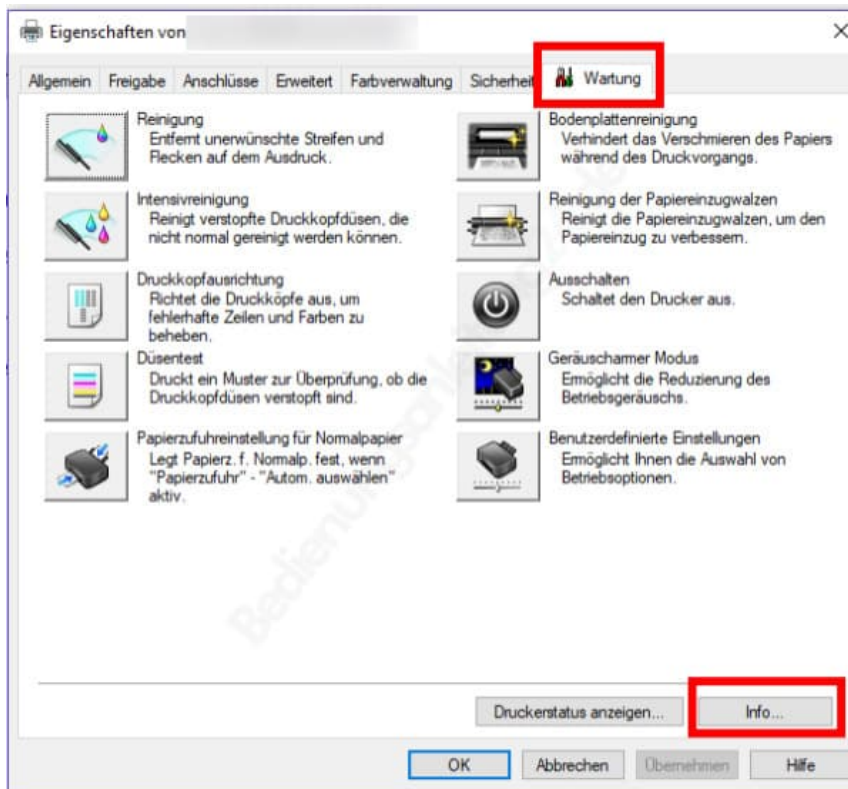 Eigenschaften von
Allgemein Freigabe Anschlüsse Erweitert Farbverwaltung Sicherheit Wartung
Reinigung
Entfernt unerwünschte Streifen und
Flecken auf dem Ausdruck.
Intensivreinigung
Reinigt verstopfte Druckkopfdüsen, die
nicht normal gereinigt werden können.
Druckkopfausrichtung
Richtet die Druckköpfe aus, um
fehlerhafte Zeilen und Farben zu
beheben.
Düsentest
Druckt ein Muster zur Überprüfung, ob die
Druckkopfdüsen verstopft sind.
Papierzufuhreinstellung für Normalpapier
Legt Papierz. f. Normalp. fest, wenn
"Papierzufuhr" - "Autom. auswählen"
aktiv.
Bodenplattenreinigung
Verhindert das Verschmieren des Papiers
während des Druckvorgangs.
Reinigung der Papiereinzugwalzen
Reinigt die Papiereinzugwalzen, um den
Papiereinzug zu verbessern.
Ausschalten
Schaltet den Drucker aus.
Geräuscharmer Modus
Ermöglicht die Reduzierung des
Betriebsgeräuschs.
Benutzerdefinierte Einstellungen
Ermöglicht Ihnen die Auswahl von
Betriebsoptionen.
Druckerstatus anzeigen... Info...
OK Abbrechen Übernehmen Hilfe